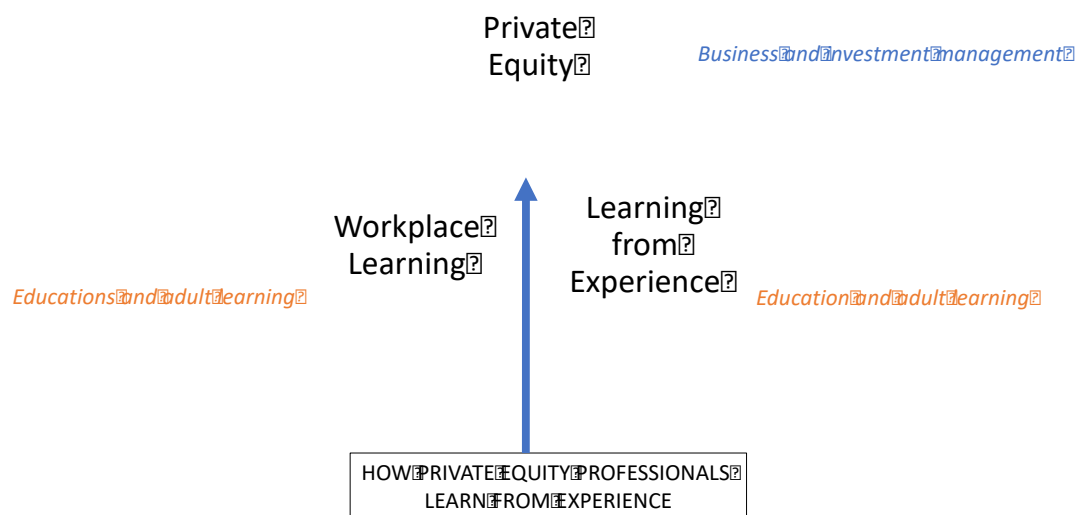 Private
Equity
Business and investment management
Workplace
Learning
Learning
from
Experience
Educations and adult learning
Education and adult learning
HOW PRIVATE EQUITY PROFESSIONALS
LEARN FROM EXPERIENCE